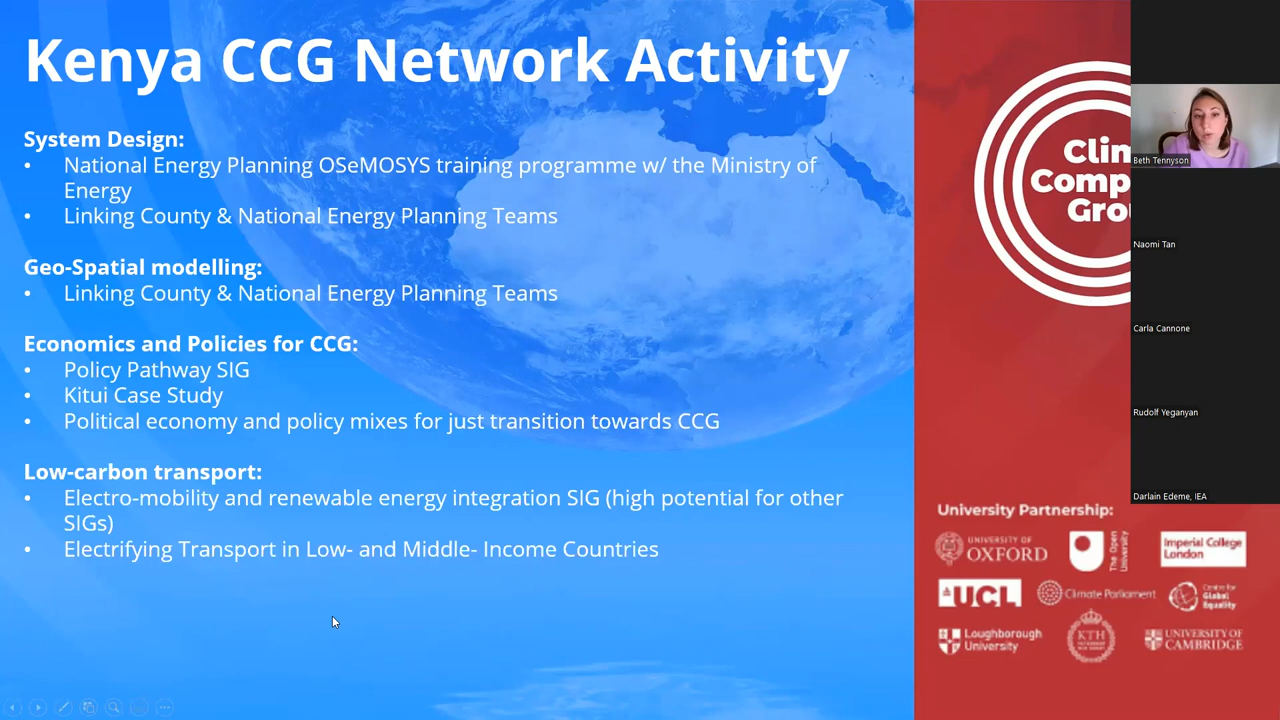 Kenya CCG Network Activity
System Design:
• National Energy Planning OSeMOSYS training programme w/ the Ministry of
Energy
• Linking County & National Energy Planning Teams
Geo-Spatial modelling:
• Linking County & National Energy Planning Teams
Economics and Policies for CCG:
• Policy Pathway SIG
• Kitui Case Study
• Political economy and policy mixes for just transition towards CCG
Low-carbon transport:
• Electro-mobility and renewable energy integration SIG (high potential for other
SIGs)
• Electrifying Transport in Low- and Middle- Income Countries
Clim
Comp
Gro
Beth Tennyson
Naomi Tan
Carla Cannone
Rudolf Yeganyan
Darlain Edeme, IEA
University Partnership:
UNIVERSITY OF
OXFORD
The Open
University
Imperial College
London
UCL
Climate Parliament
Centre for
Global
Equality
Loughborough
University
KTH
UNIVERSITY OF
CAMBRIDGE